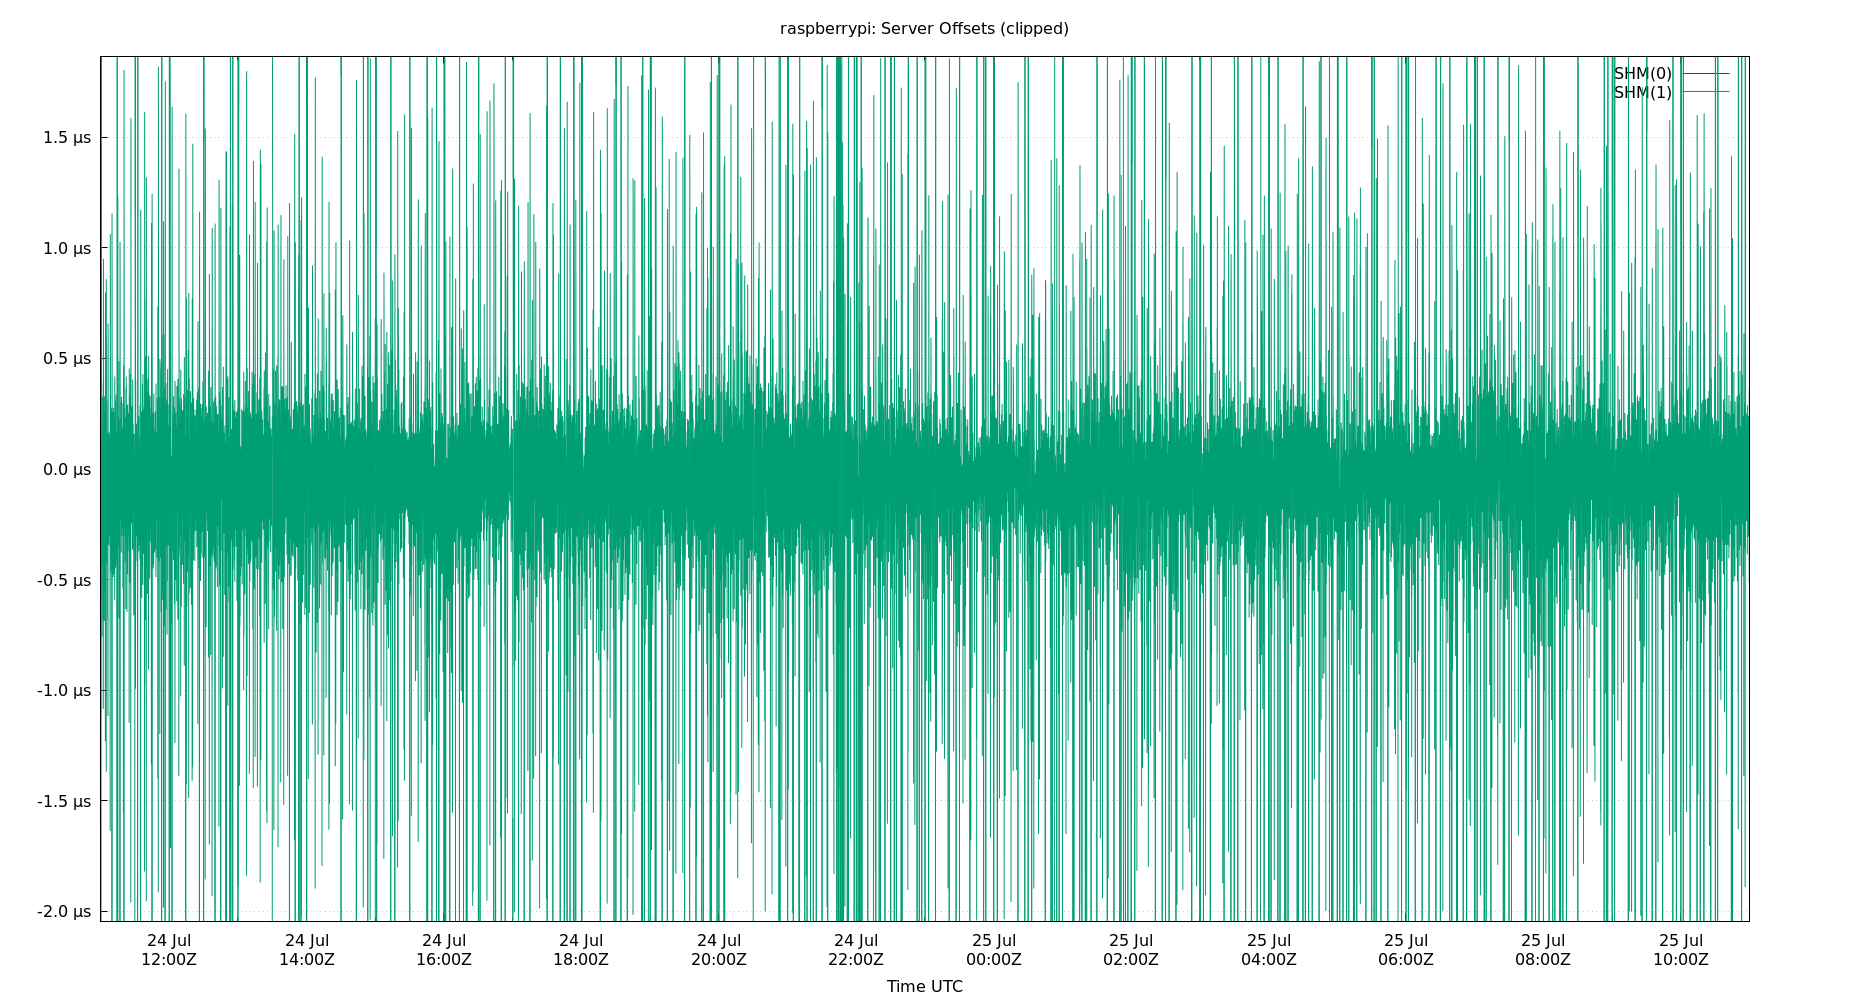 raspberrypi: Server Offsets (clipped)
SHM(0)
SHM(1)
1.5 µs
1.0 µs
0.5 µs
0.0 µs
-0.5 µs
-1.0 µs
-1.5 µs
-2.0 µs
24 Jul 24 Jul 24 Jul 24 Jul 24 Jul 24 Jul 25 Jul 25 Jul 25 Jul 25 Jul 25 Jul 25 Jul
12:00Z 14:00Z 16:00Z 18:00Z 20:00Z 22:00Z 00:00Z 02:00Z 04:00Z 06:00Z 08:00Z 10:00Z
Time UTC